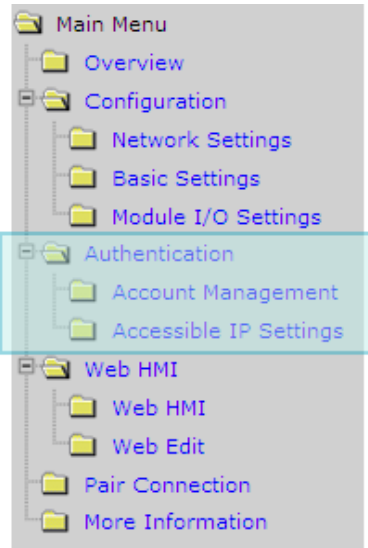 Main Menu
Overview
Configuration
Network Settings
Basic Settings
Module I/O Settings
Authentication
Account Management
Accessible IP Settings
Web HMI
Web HMI
Web Edit
Pair Connection
More Information